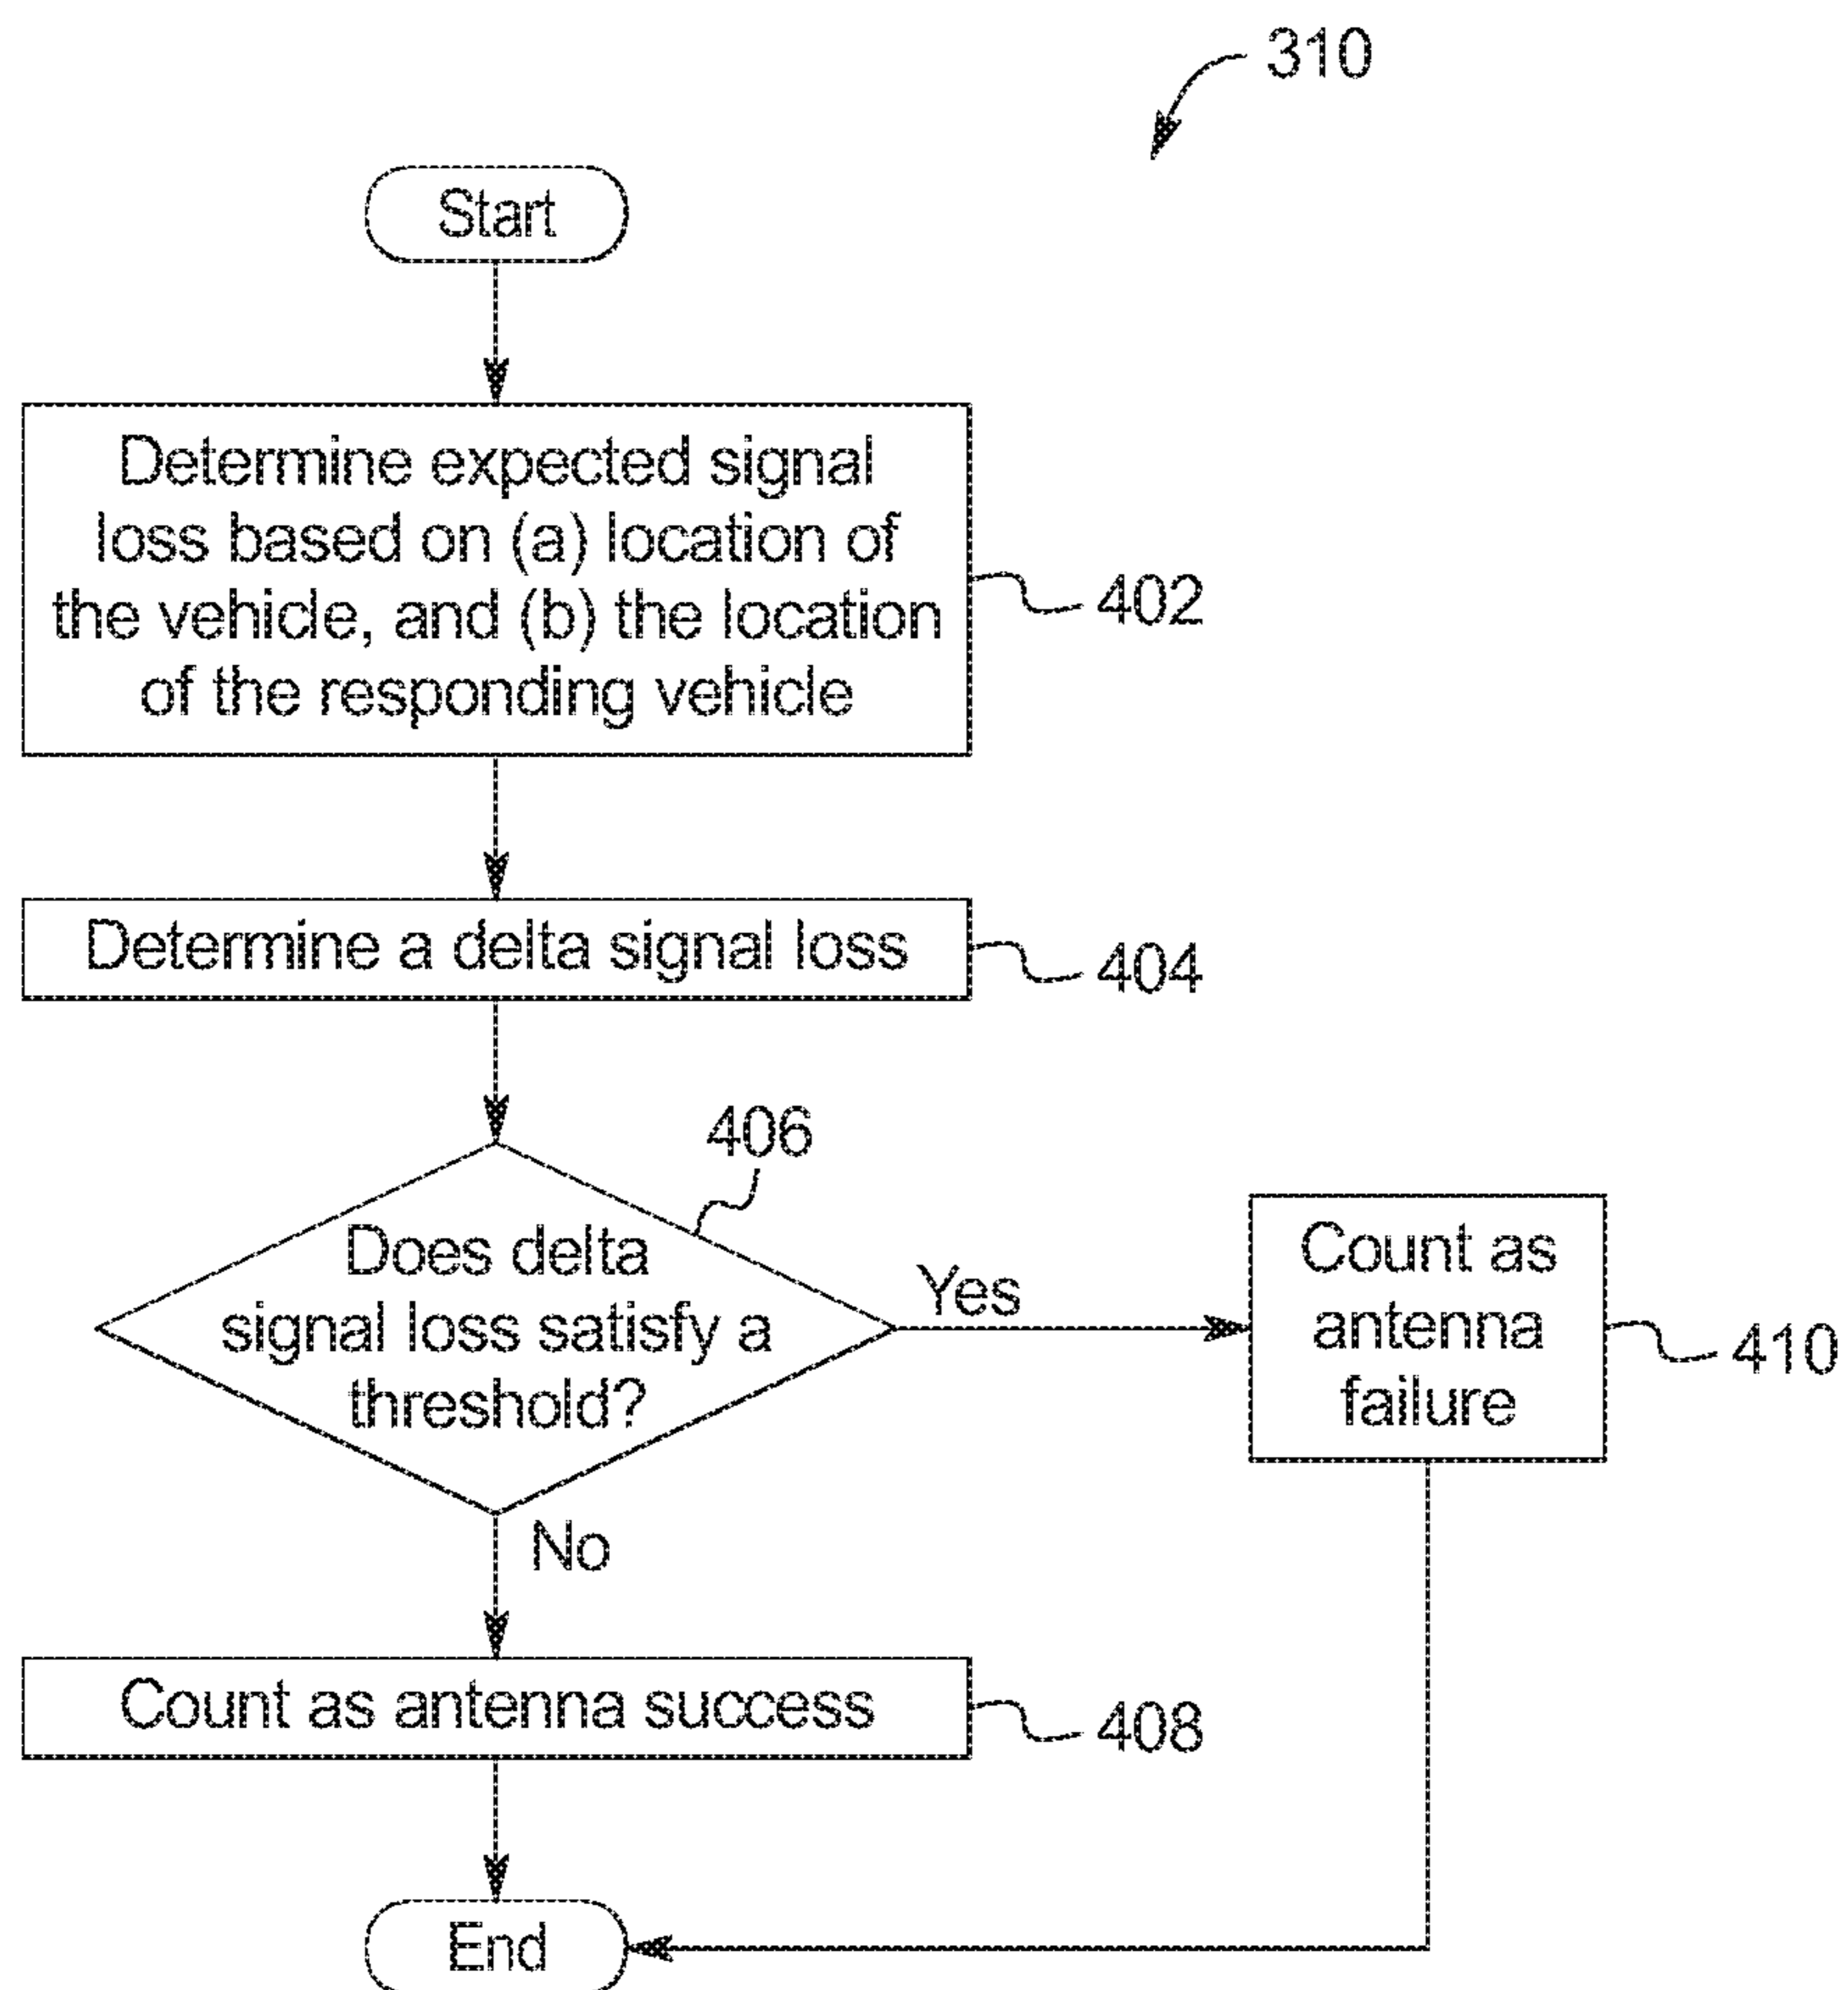 310
Start
Determine expected signal
loss based on (a) location of
the vehicle, and (b) the location
of the responding vehicle
402
Determine a delta signal loss
404
406
Does delta
signal loss satisfy a
threshold?
Yes
Count as
antenna
failure
410
No
Count as antenna success
408
End